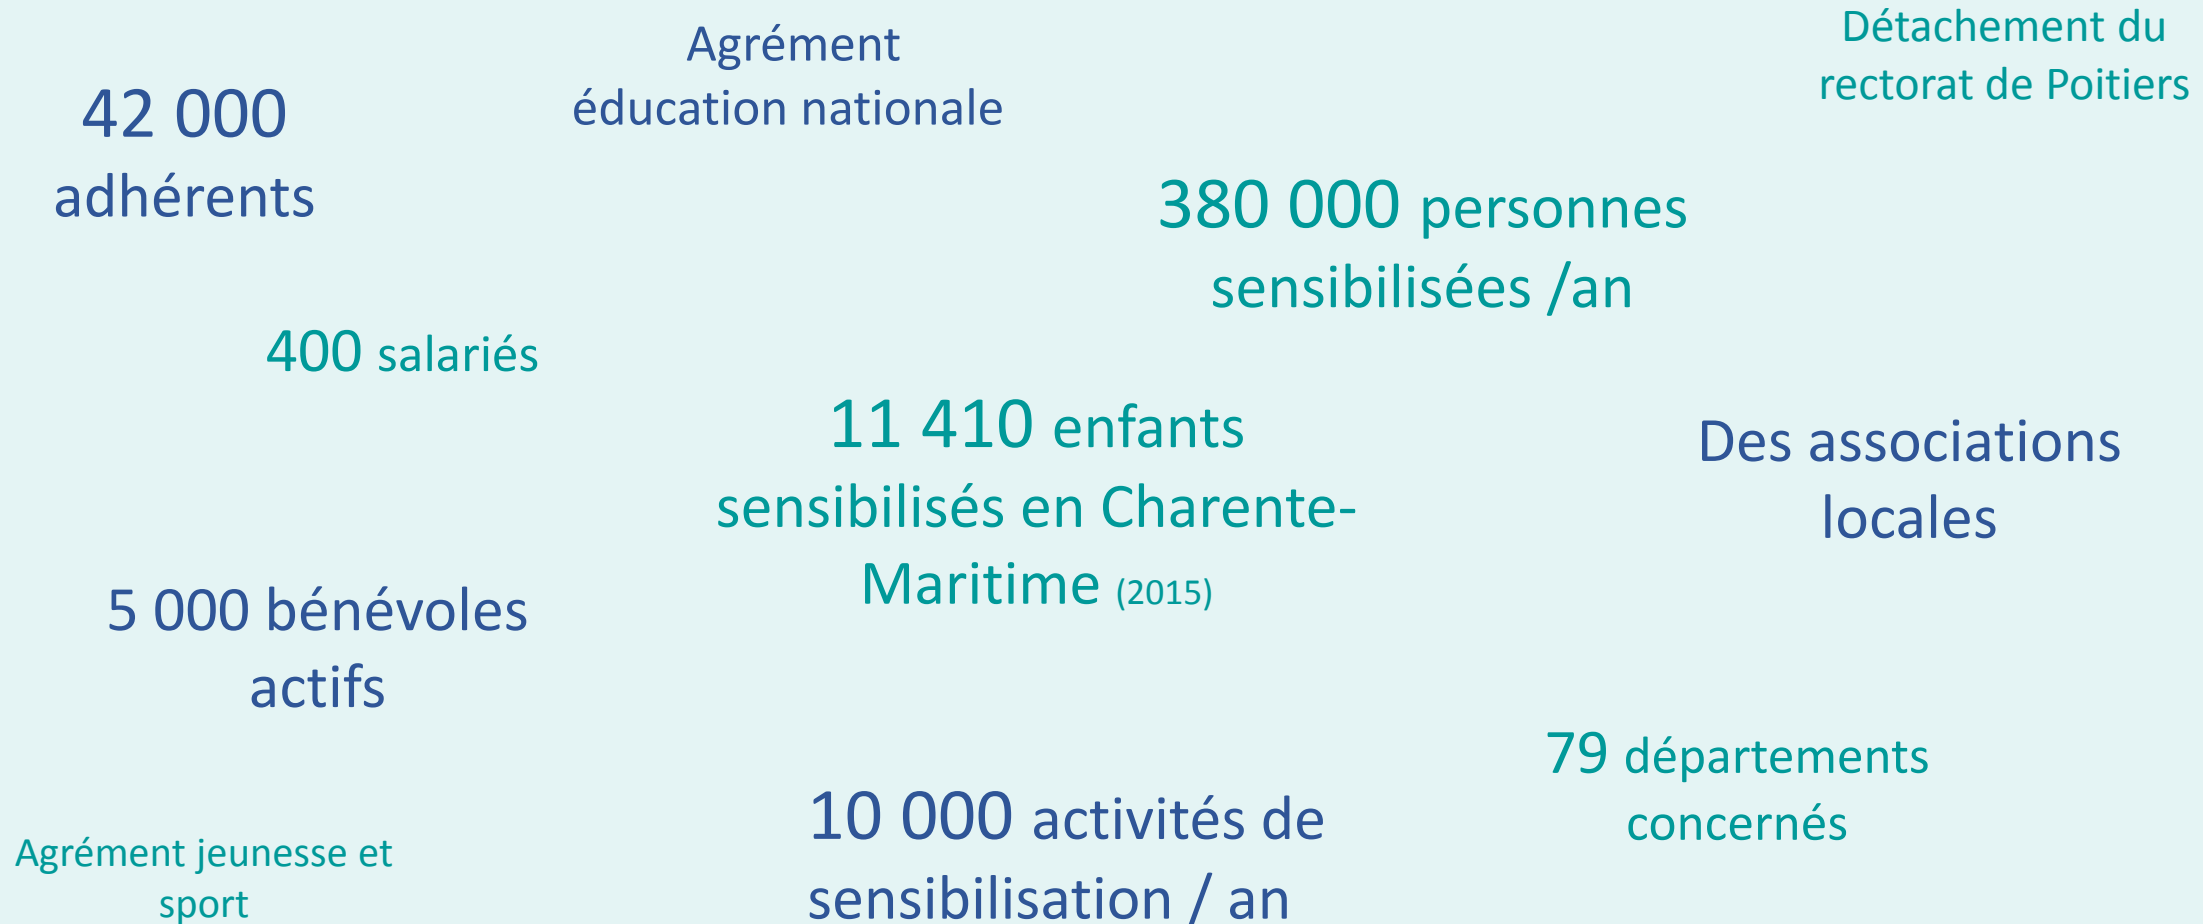 Agrément
éducation nationale
Détachement du
rectorat de Poitiers
42 000
adhérents
380 000 personnes
sensibilisées /an
400 salariés
11 410 enfants
sensibilisés en Charente-
Maritime (2015)
Des associations
locales
5 000 bénévoles
actifs
79 départements
concernés
10 000 activités de
sensibilisation / an
Agrément jeunesse et
sport